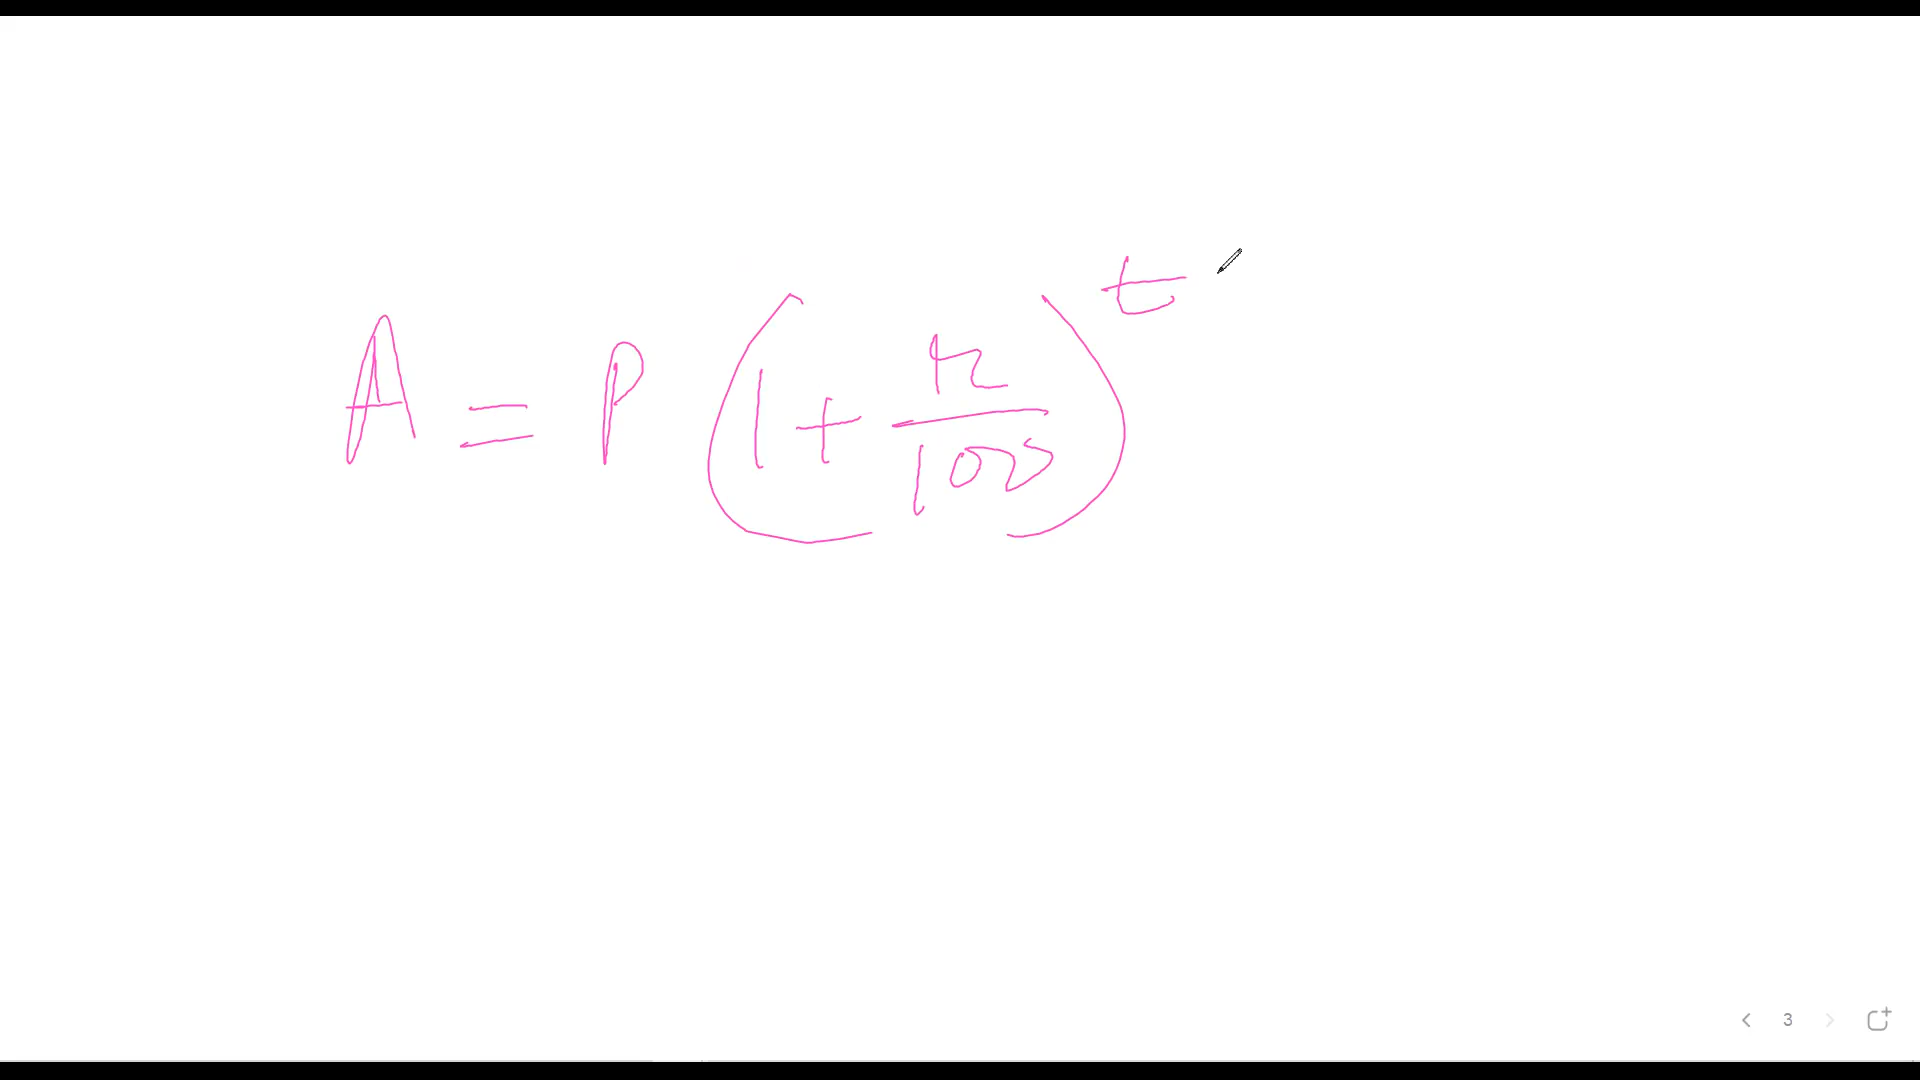 A = P (1 + r/100)^t
3